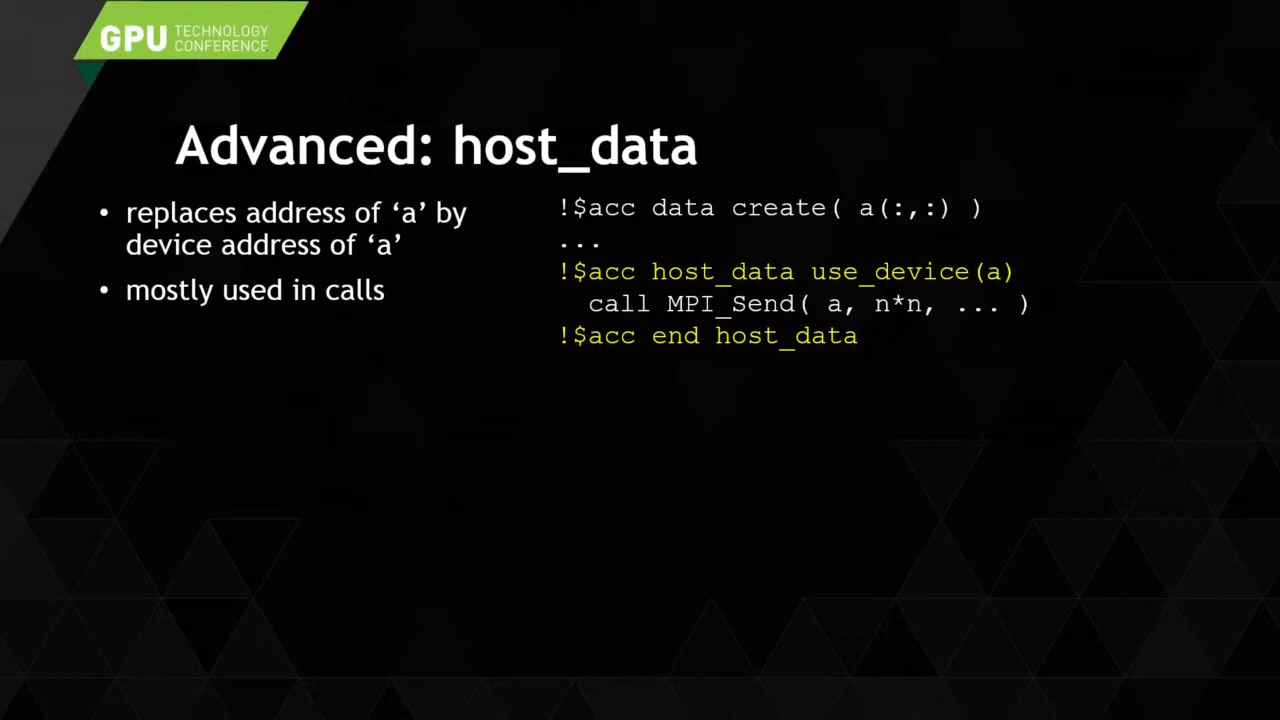 GPU TECHNOLOGY
CONFERENCE
Advanced: host_data
• replaces address of ‘a’ by
device address of ‘a’
• mostly used in calls
!$acc data create( a(:,:) )
...
!$acc host_data use_device(a)
call MPI_Send( a, n*n, ... )
!$acc end host_data